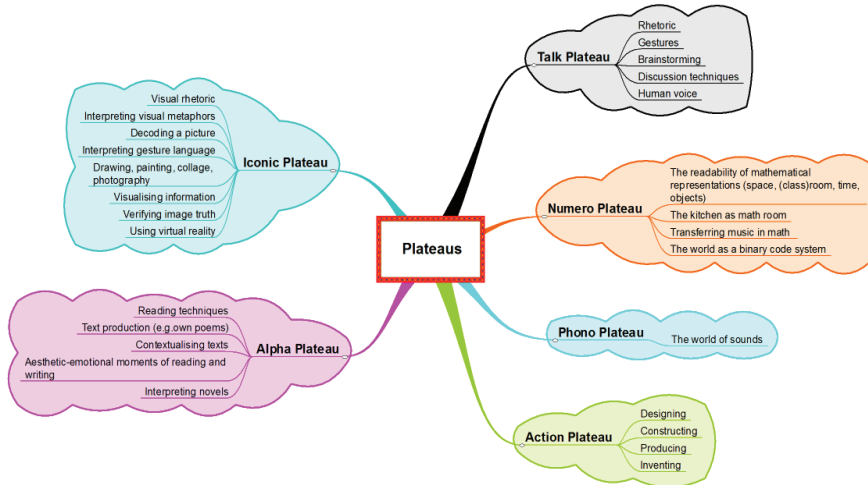 Plateaus
Talk Plateau
Rhetoric
Gestures
Brainstorming
Discussion techniques
Human voice
Numero Plateau
The readability of mathematical
representations (space, (class)room, time,
objects)
The kitchen as math room
Transferring music in math
The world as a binary code system
Phono Plateau
The world of sounds
Action Plateau
Designing
Constructing
Producing
Inventing
Iconic Plateau
Visual rhetoric
Interpreting visual metaphors
Decoding a picture
Interpreting gesture language
Drawing, painting, collage,
photography
Visualising information
Verifying image truth
Using virtual reality
Alpha Plateau
Reading techniques
Text production (e.g.own poems)
Contextualising texts
Aesthetic-emotional moments of reading and
writing
Interpreting novels